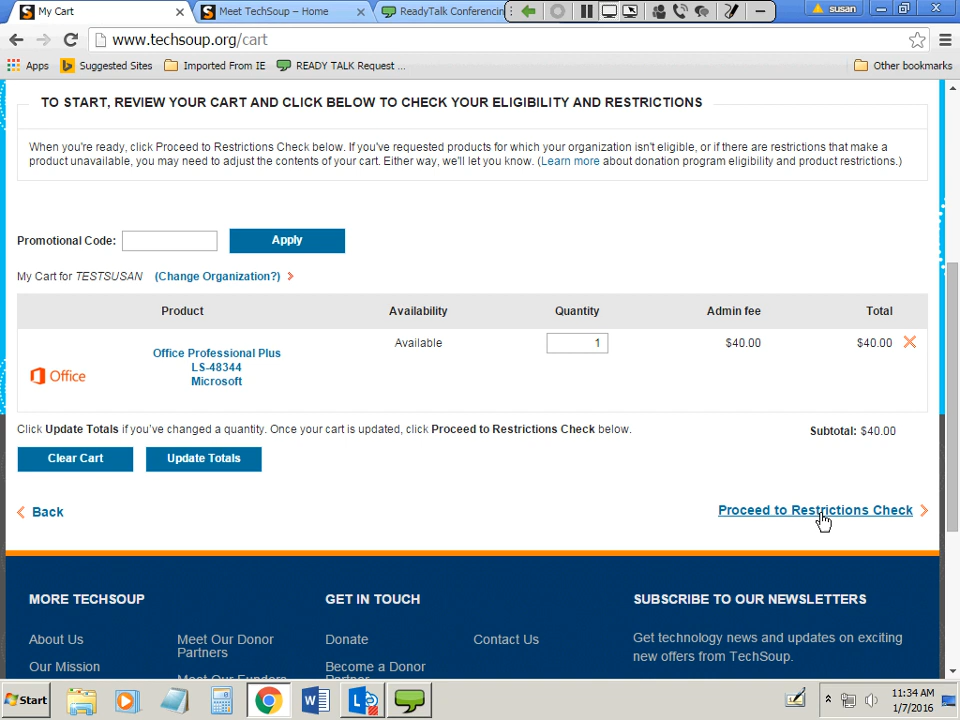 My Cart
Meet TechSoup – Home
ReadyTalk Conferencin
susan
www.techsoup.org/cart
Apps
Suggested Sites
Imported From IE
READY TALK Request ...
Other bookmarks
TO START, REVIEW YOUR CART AND CLICK BELOW TO CHECK YOUR ELIGIBILITY AND RESTRICTIONS
When you're ready, click Proceed to Restrictions Check below. If you've requested products for which your organization isn't eligible, or if there are restrictions that make a
product unavailable, you may need to adjust the contents of your cart. Either way, we'll let you know. (Learn more about donation program eligibility and product restrictions.)
Promotional Code:
Apply
My Cart for TESTSUSAN (Change Organization?)
Product Availability Quantity Admin fee Total
Office
Office Professional Plus
LS-48344
Microsoft
Available 1 $40.00 $40.00
Click Update Totals if you've changed a quantity. Once your cart is updated, click Proceed to Restrictions Check below.
Subtotal: $40.00
Clear Cart
Update Totals
Back
Proceed to Restrictions Check
MORE TECHSOUP
About Us
Our Mission
Meet Our Donor
Partners
GET IN TOUCH
Donate
Become a Donor
Contact Us
SUBSCRIBE TO OUR NEWSLETTERS
Get technology news and updates on exciting
new offers from TechSoup.
Start
11:34 AM
1/7/2016